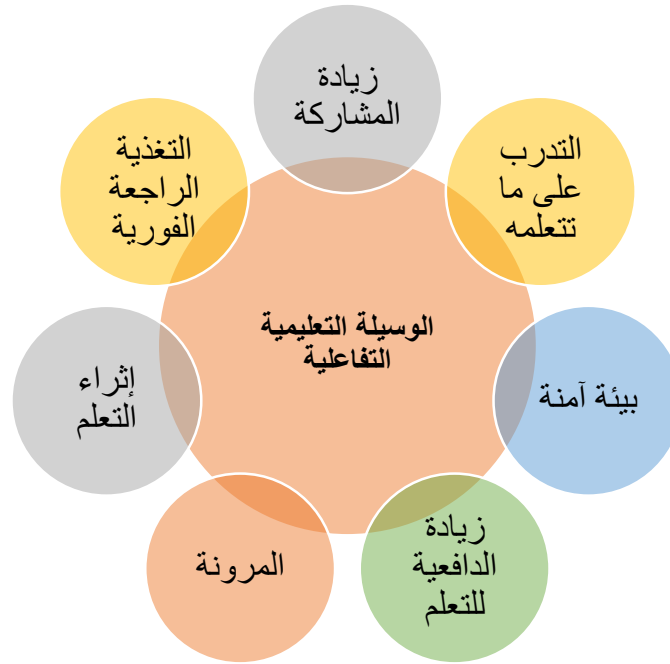 زيادة
المشاركة
التدرب
على ما
تتعلمه
بيئة آمنة
زيادة
الدافعية
للتعلم
المرونة
إثراء
التعلم
التغذية
الراجعة
الفورية
الوسيلة التعليمية
التفاعلية